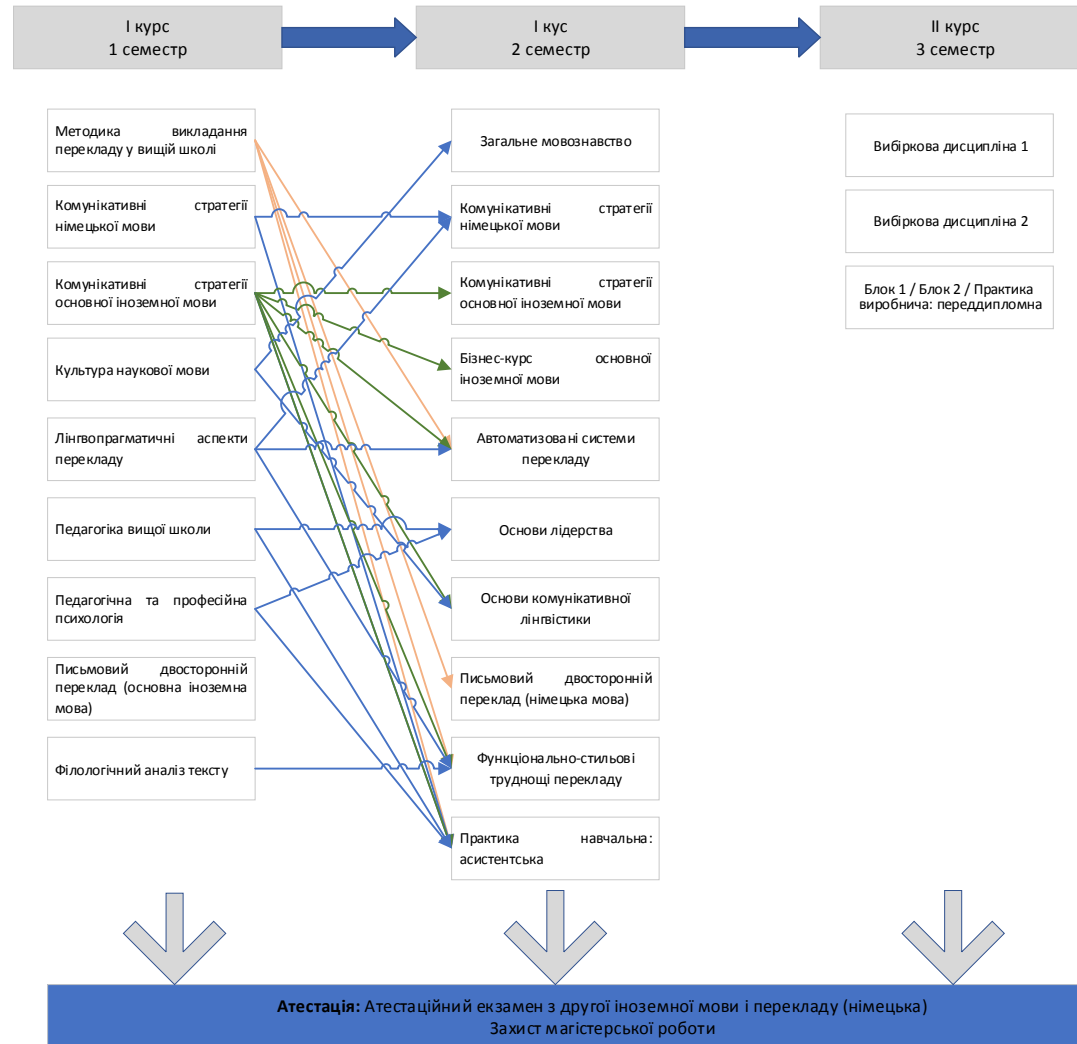 І курс
1 семестр
І кус
2 семестр
ІІ курс
3 семестр
Методика викладання
перекладу у вищій школі
Комунікативні стратегії
німецької мови
Комунікативні стратегії
основної іноземної мови
Культура наукової мови
Лінгвопрагматичні аспекти
перекладу
Педагогіка вищої школи
Педагогічна та професійна
психологія
Письмовий двосторонній
переклад (основна іноземна
мова)
Філологічний аналіз тексту
Загальне мовознавство
Комунікативні стратегії
німецької мови
Комунікативні стратегії
основної іноземної мови
Бізнес-курс основної
іноземної мови
Автоматизовані системи
перекладу
Основи лідерства
Основи комунікативної
лінгвістики
Письмовий двосторонній
переклад (німецька мова)
Функціонально-стильові
труднощі перекладу
Практика навчальна:
асистентська
Вибіркова дисципліна 1
Вибіркова дисципліна 2
Блок 1 / Блок 2 / Практика
виробнича: переддипломна
Атестація: Атестаційний екзамен з другої іноземної мови і перекладу (німецька)
Захист магістерської роботи